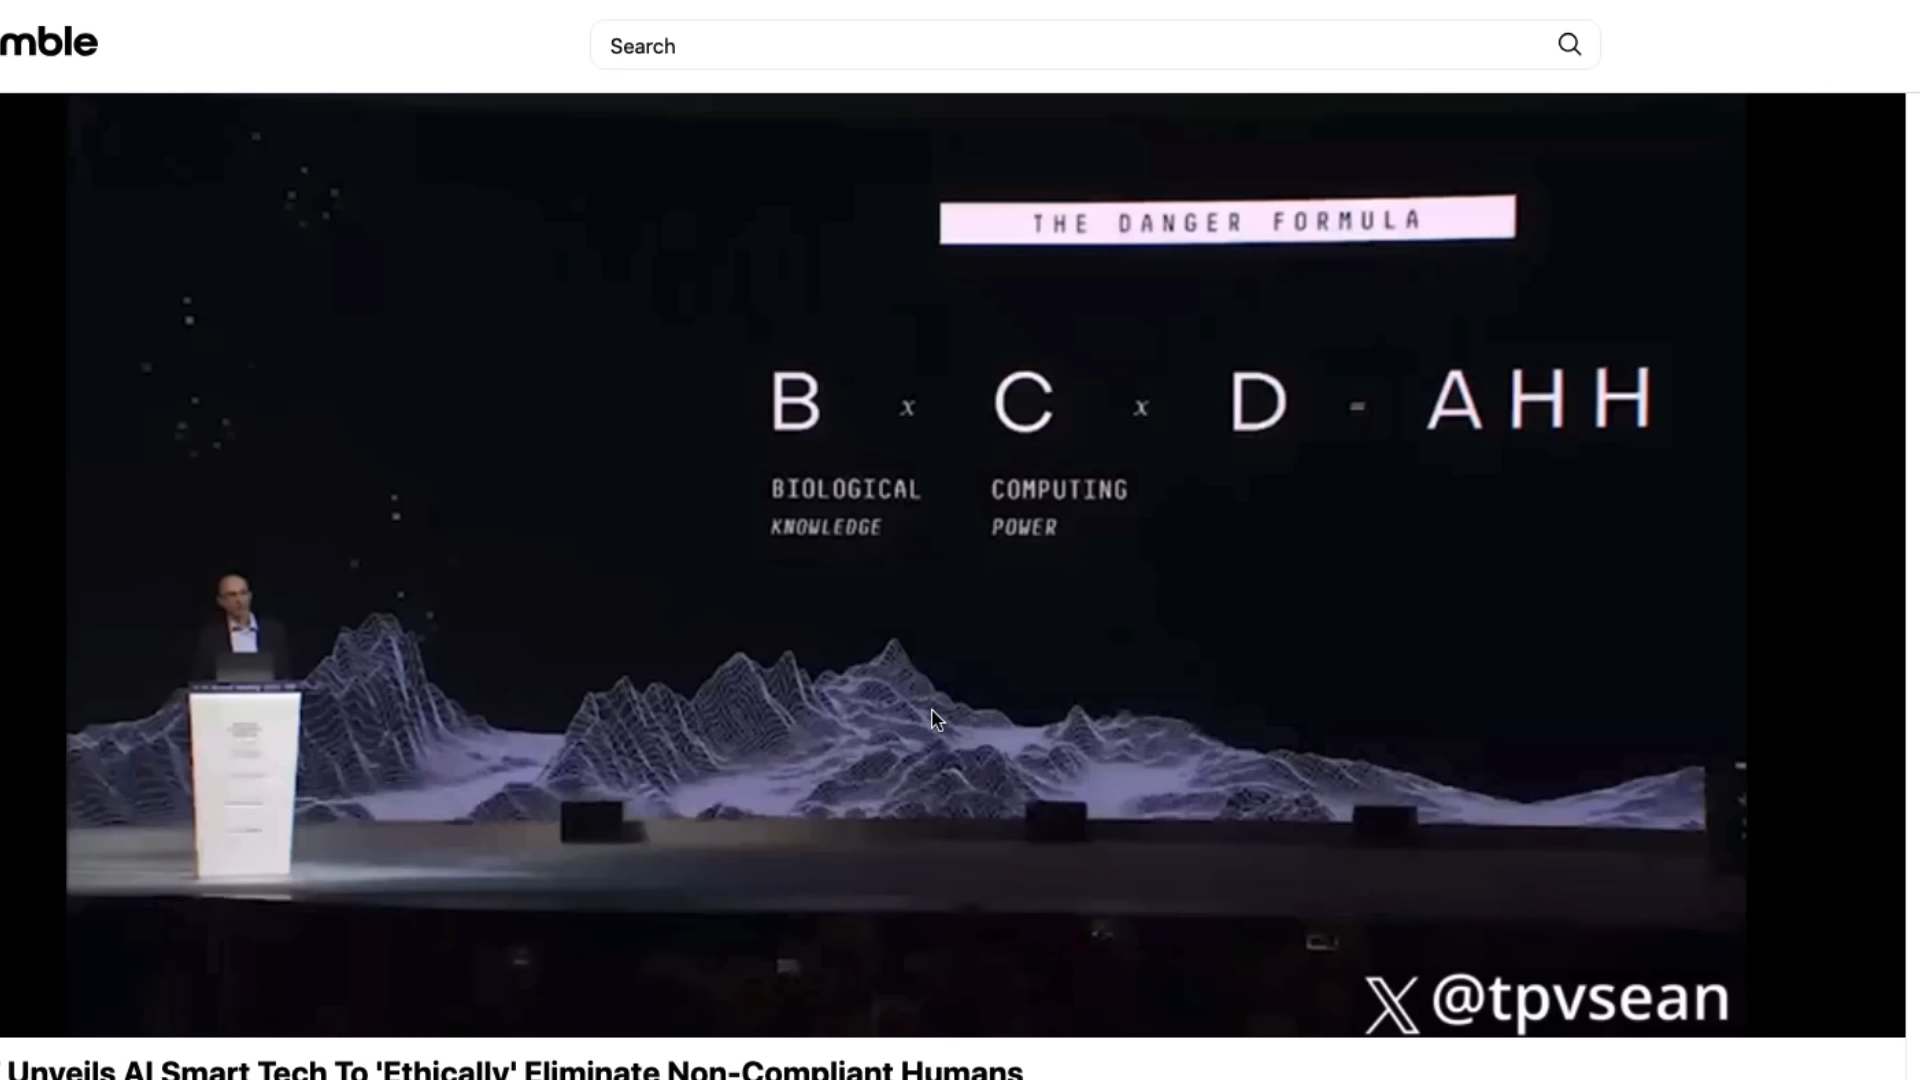 mble
Search
THE DANGER FORMULA
B x C x D = AHH
BIOLOGICAL COMPUTING
KNOWLEDGE POWER
X @tpvsean
Unveils AI Smart Tech To 'Ethically' Eliminate Non-Compliant Humans